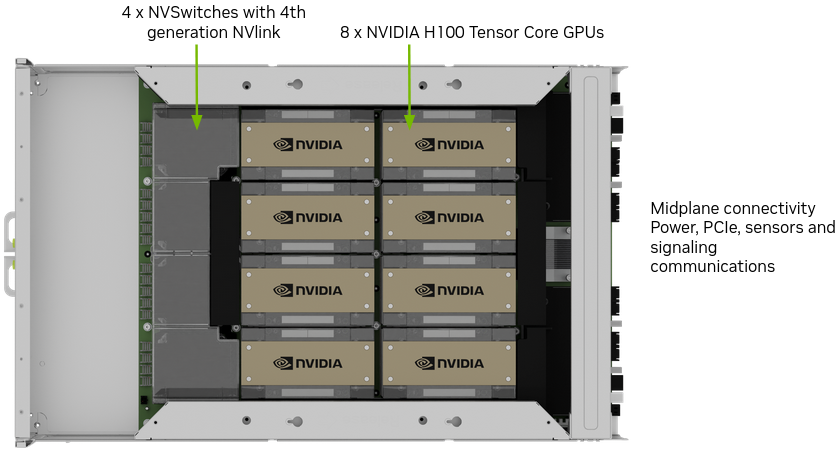 4 x NVSwitches with 4th
generation NVlink
8 x NVIDIA H100 Tensor Core GPUs
NVIDIA
NVIDIA
NVIDIA
NVIDIA
NVIDIA
NVIDIA
NVIDIA
NVIDIA
Midplane connectivity
Power, PCIe, sensors and
signaling
communications